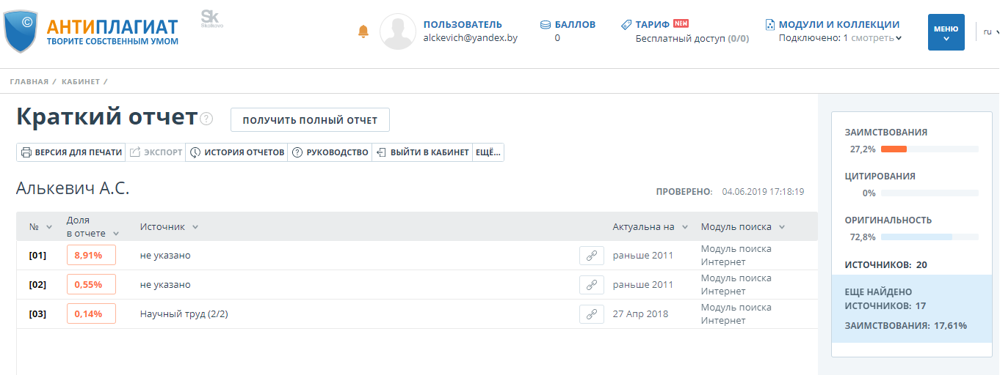 © АНТИПЛАГИАТ
ТВОРИТЕ СОБСТВЕННЫМ УМОМ
Sk
Skolkovo
ПОЛЬЗОВАТЕЛЬ
alckevich@yandex.by
БАЛЛОВ
0
ТАРИФ NEW
Бесплатный доступ (0/0)
МОДУЛИ И КОЛЛЕКЦИИ
Подключено: 1 смотреть
МЕНЮ
ru
ГЛАВНАЯ / КАБИНЕТ /
Краткий отчет ?
ПОЛУЧИТЬ ПОЛНЫЙ ОТЧЕТ
ВЕРСИЯ ДЛЯ ПЕЧАТИ ЭКСПОРТ ИСТОРИЯ ОТЧЕТОВ ? РУКОВОДСТВО ВЫЙТИ В КАБИНЕТ ЕЩЁ...
Алькевич А.С.
ПРОВЕРЕНО: 04.06.2019 17:18:19
№ Доля
в отчете Источник Актуальна на Модуль поиска
[01] 8,91% не указано раньше 2011 Модуль поиска
Интернет
[02] 0,55% не указано раньше 2011 Модуль поиска
Интернет
[03] 0,14% Научный труд (2/2) 27 Апр 2018 Модуль поиска
Интернет
ЗАИМСТВОВАНИЯ
27,2%
ЦИТИРОВАНИЯ
0%
ОРИГИНАЛЬНОСТЬ
72,8%
ИСТОЧНИКОВ: 20
ЕЩЕ НАЙДЕНО
ИСТОЧНИКОВ: 17
ЗАИМСТВОВАНИЯ: 17,61%